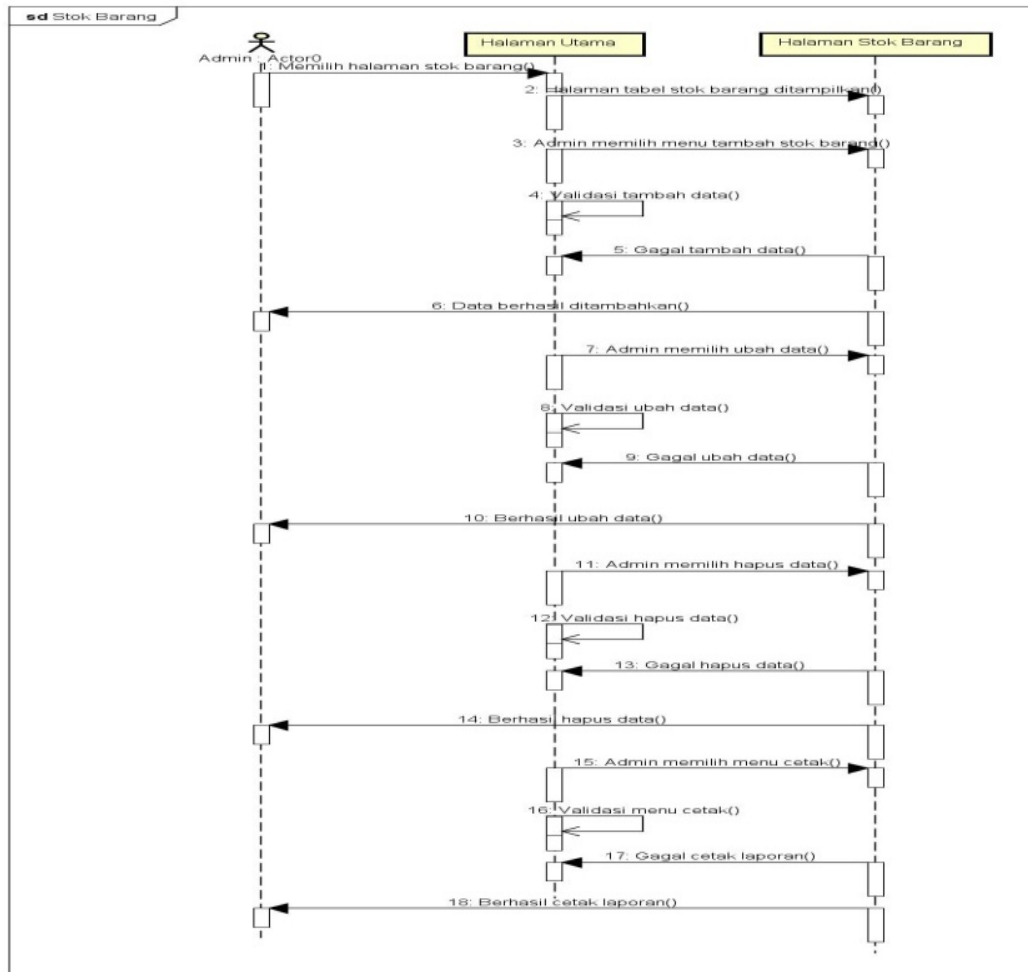 sd Stok Barang
Admin : Actor0
Halaman Utama
Halaman Stok Barang
1: Memilih halaman stok barang()
2: Halaman tabel stok barang ditampilkan()
3: Admin memilih menu tambah stok barang()
4: Validasi tambah data()
5: Gagal tambah data()
6: Data berhasil ditambahkan()
7: Admin memilih ubah data()
8: Validasi ubah data()
9: Gagal ubah data()
10: Berhasil ubah data()
11: Admin memilih hapus data()
12: Validasi hapus data()
13: Gagal hapus data()
14: Berhasil hapus data()
15: Admin memilih menu cetak()
16: Validasi menu cetak()
17: Gagal cetak laporan()
18: Berhasil cetak laporan()